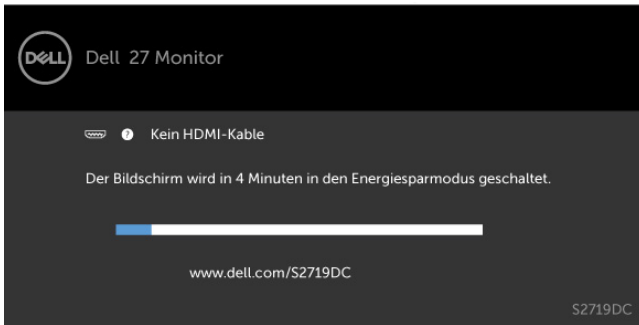 DELL
Dell 27 Monitor
? Kein HDMI-Kable
Der Bildschirm wird in 4 Minuten in den Energiesparmodus geschaltet.
www.dell.com/S2719DC
S2719DC